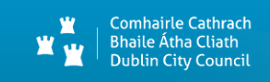 Comhairle Cathrach
Bhaile Átha Cliath
Dublin City Council